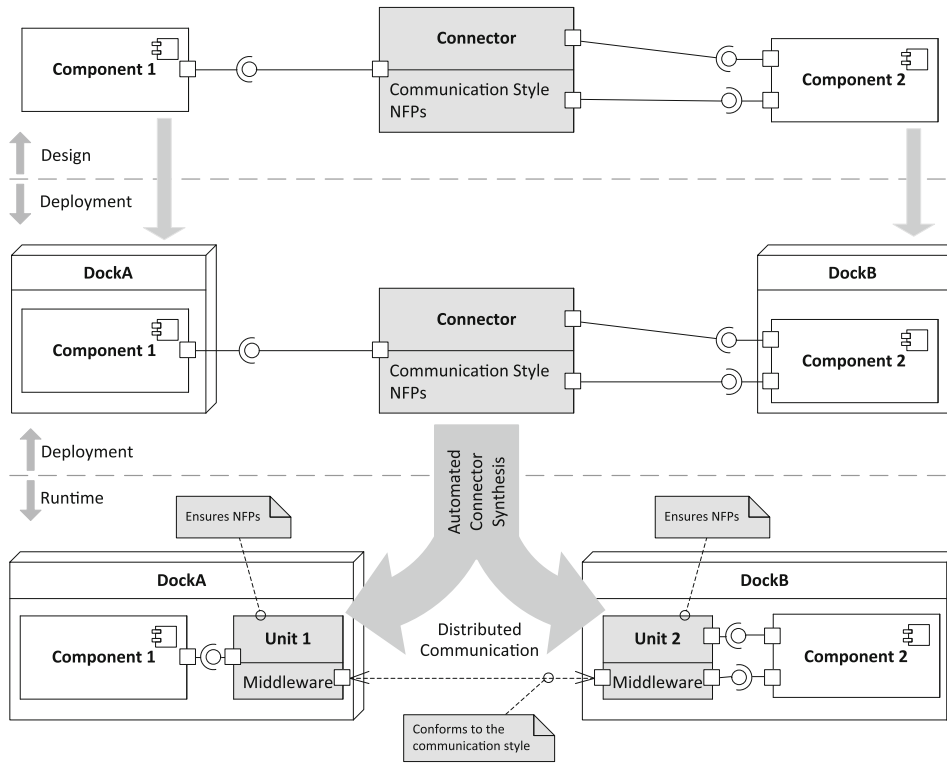 Component 1
Connector
Communication Style
NFPs
Component 2
Design
Deployment
DockA
Component 1
Connector
Communication Style
NFPs
DockB
Component 2
Deployment
Runtime
Automated
Connector
Synthesis
Ensures NFPs
Ensures NFPs
DockA
Component 1
Unit 1
Middleware
Distributed
Communication
DockB
Unit 2
Middleware
Component 2
Conforms to the
communication style